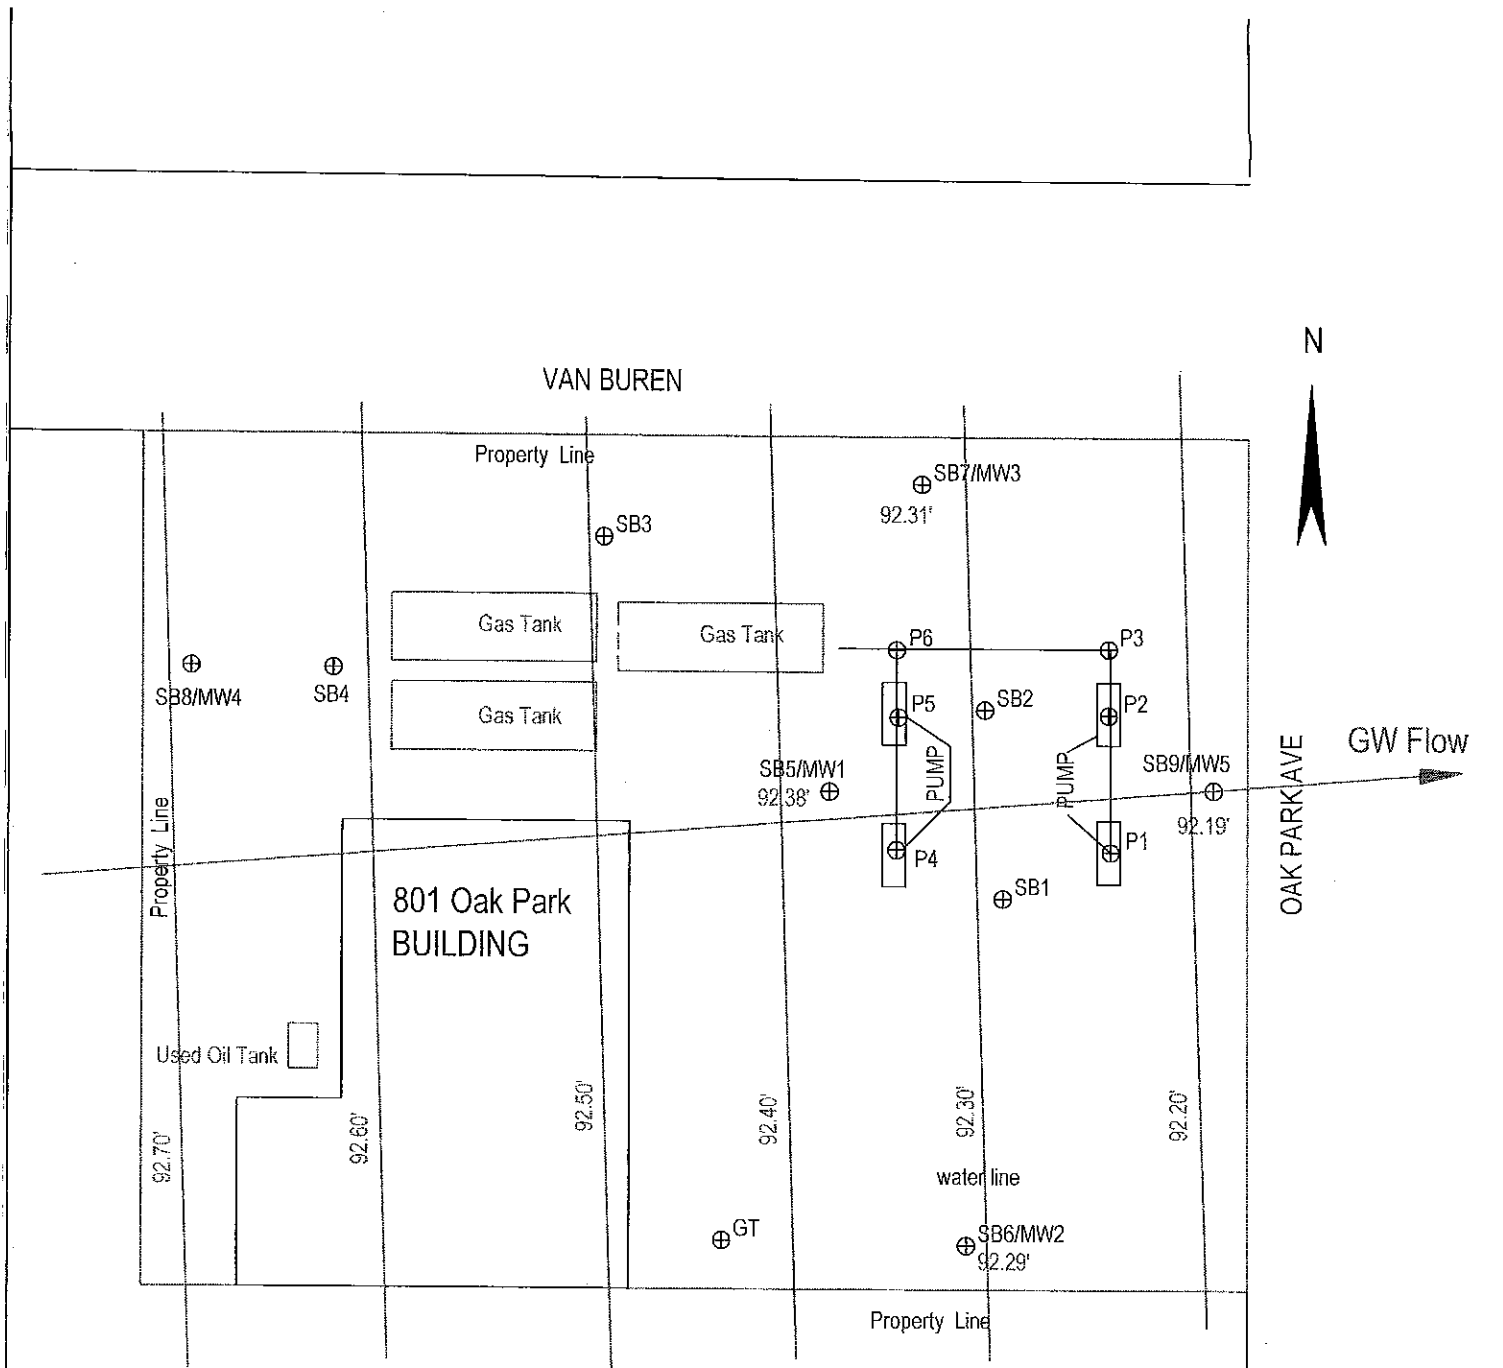 N
VAN BUREN
Property Line
SB7/MW3
92.31'
SB3
Gas Tank
Gas Tank
P6
P3
SB8/MW4
SB4
Gas Tank
P5
SB2
P2
GW Flow
SB5/MW1
92.38'
PUMP
PUMP
SB9/MW5
92.19'
OAK PARK AVE
Property Line
P4
P1
SB1
801 Oak Park
BUILDING
Used Oil Tank
92.70'
92.60'
92.50'
92.40'
92.30'
92.20'
water line
GT
SB6/MW2
92.29'
Property Line